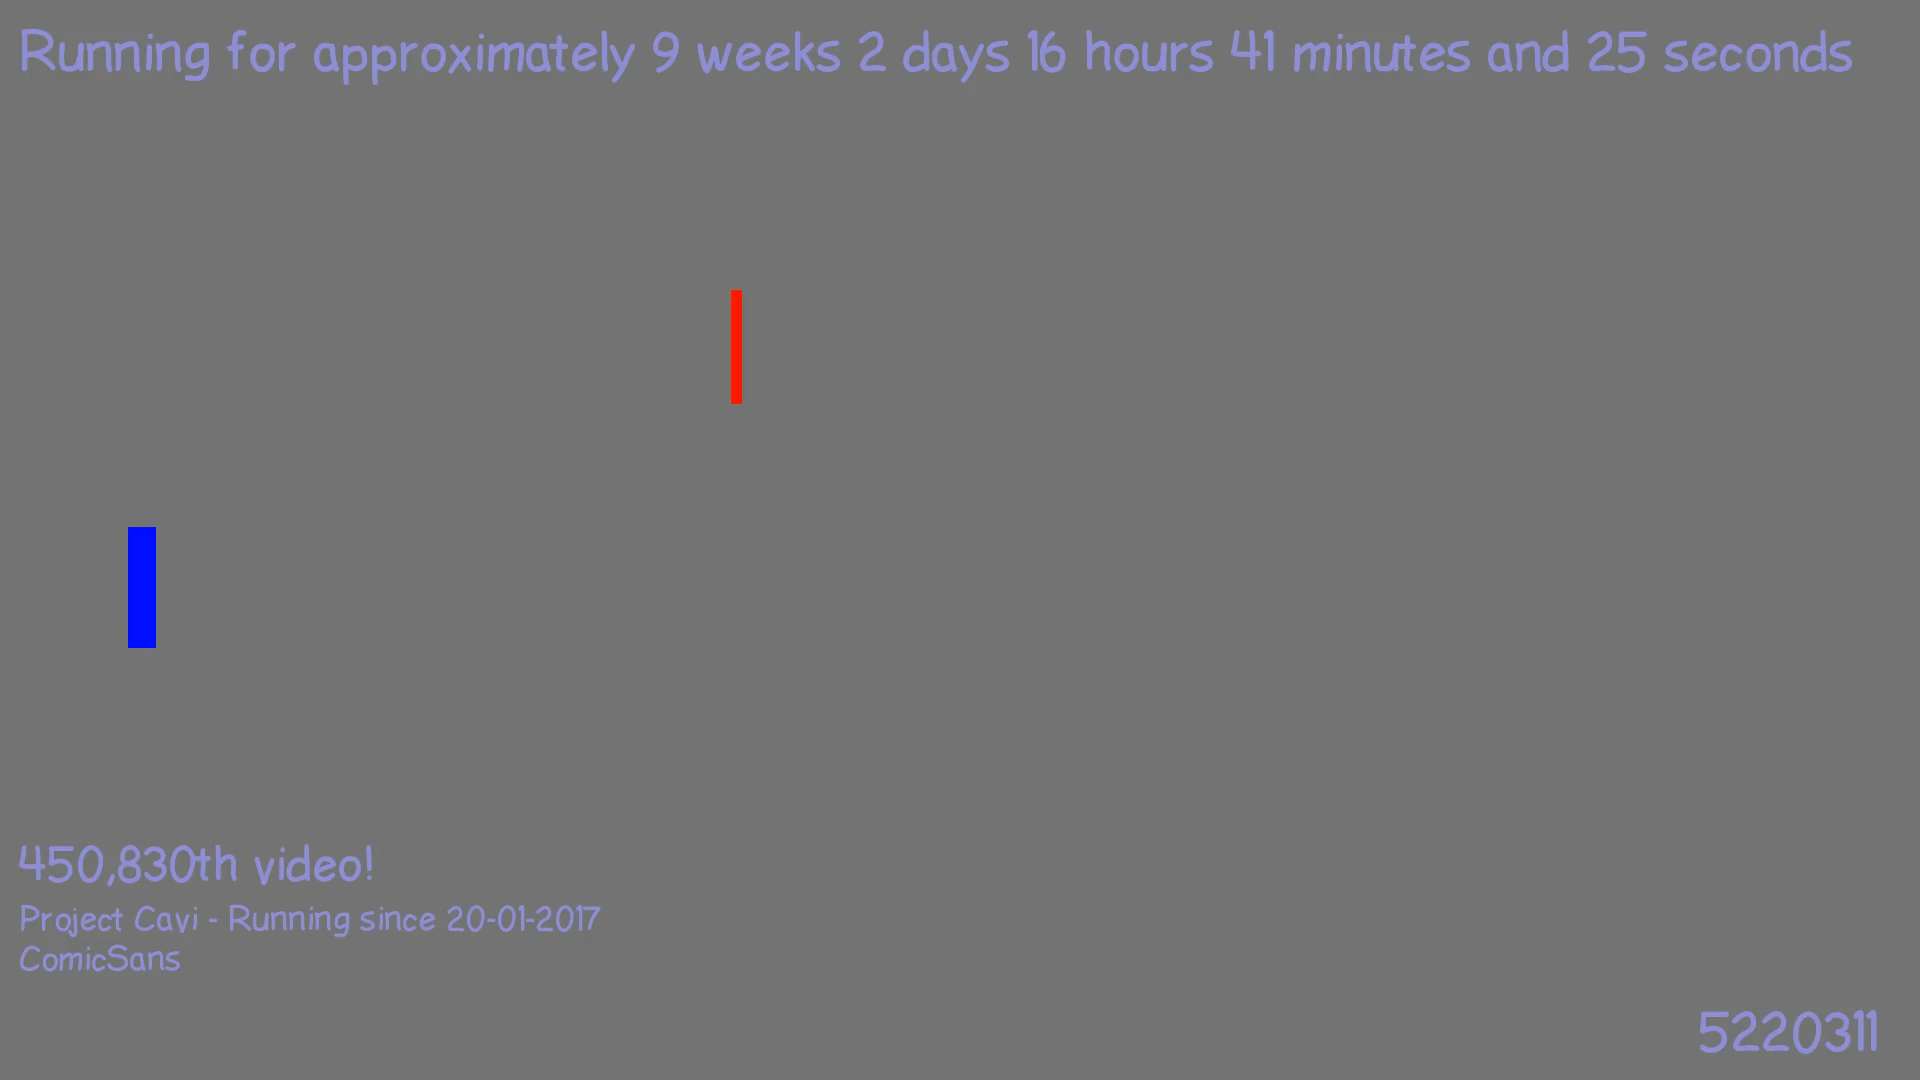 Running for approximately 9 weeks 2 days 16 hours 41 minutes and 25 seconds
450,830th video!
Project Cavi - Running since 20-01-2017
ComicSans
5220311